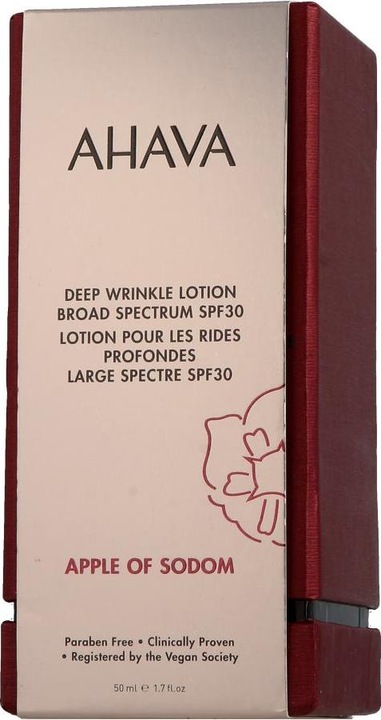 AHAVA
DEEP WRINKLE LOTION
BROAD SPECTRUM SPF30
LOTION POUR LES RIDES
PROFONDES
LARGE SPECTRE SPF30
APPLE OF SODOM
Paraben Free • Clinically Proven
• Registered by the Vegan Society
50 ml ℮ 1.7 fl.oz